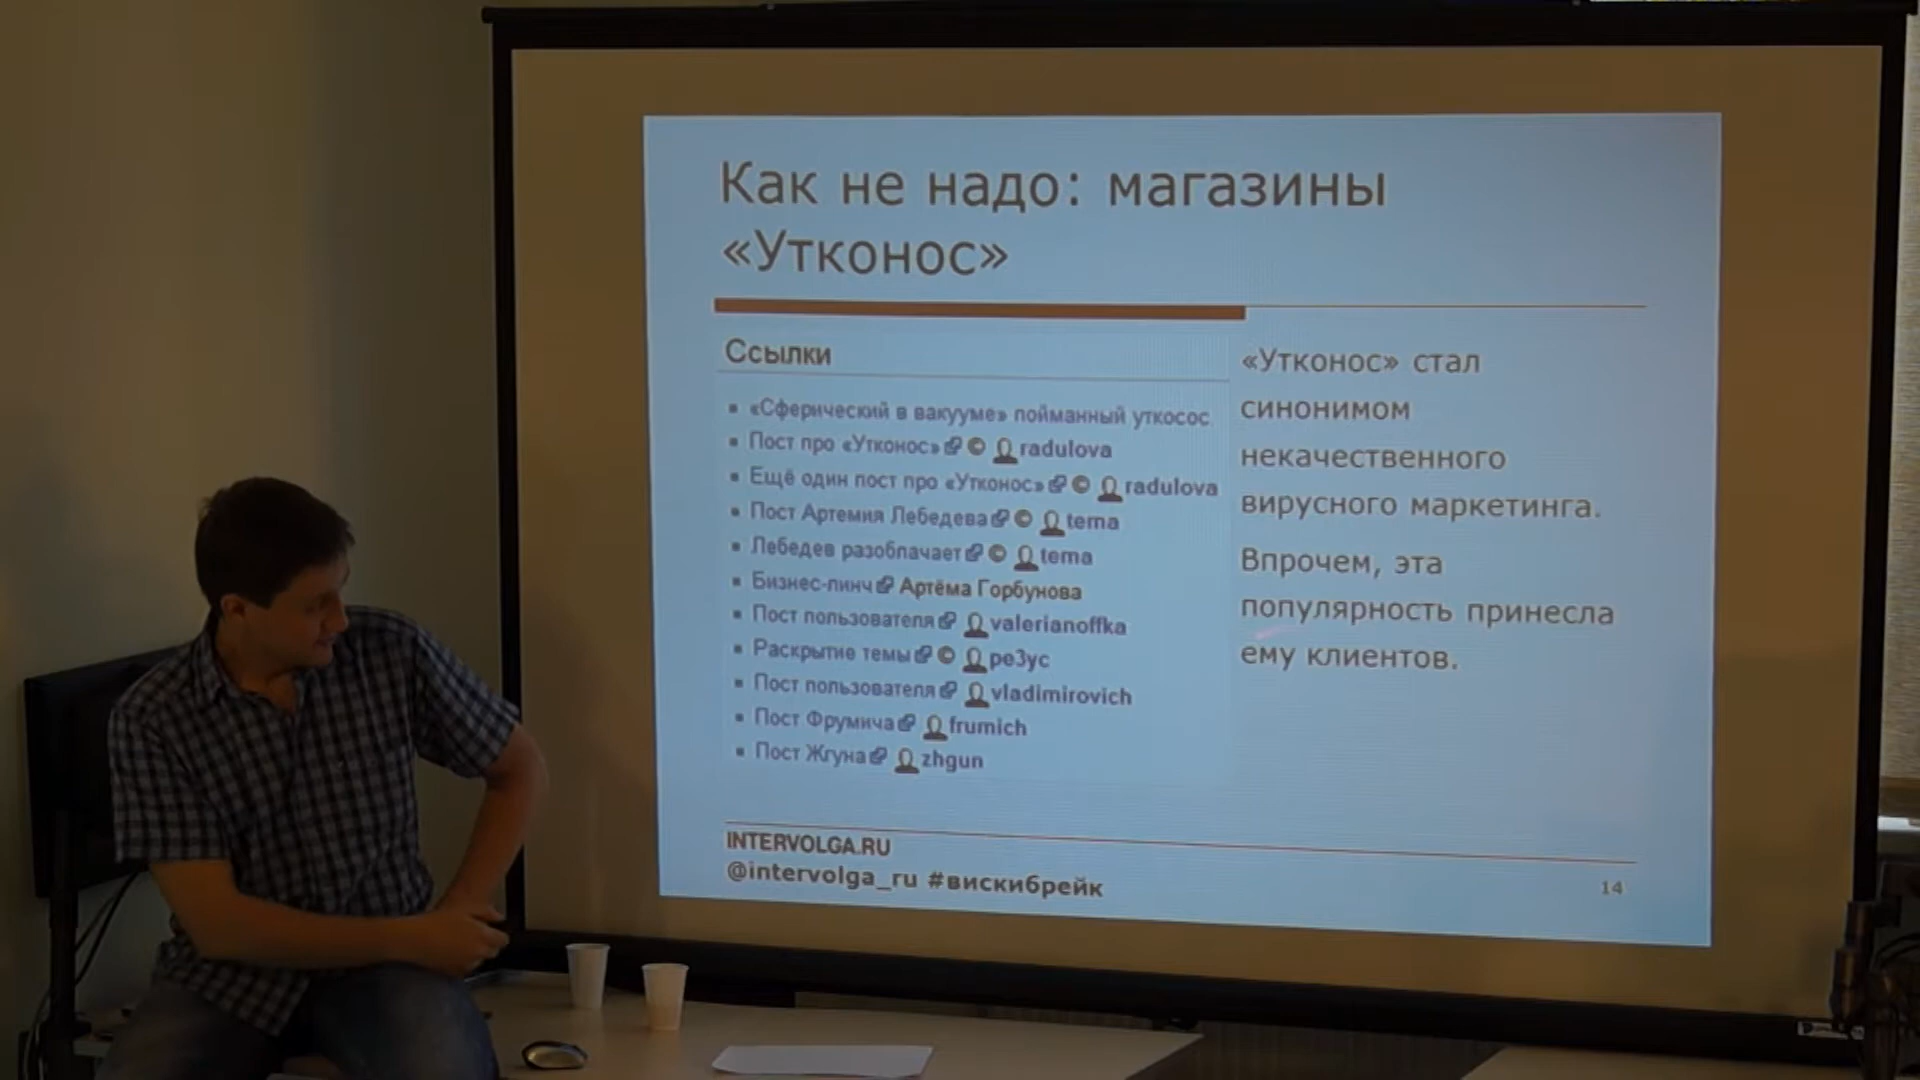 Как не надо: магазины
«Утконос»
Ссылки
«Сферический в вакууме» пойманный уткосос
Пост про «Утконос» © radulova
Ещё один пост про «Утконос» © radulova
Пост Артемия Лебедева © tema
Лебедев разоблачает © tema
Бизнес-линч Артёма Горбунова
Пост пользователя valerianoffka
Раскрытие темы © pe3yc
Пост пользователя vladimirovich
Пост Фрумича frumich
Пост Жгуна zhgun
«Утконос» стал
синонимом
некачественного
вирусного маркетинга.
Впрочем, эта
популярность принесла
ему клиентов.
INTERVOLGA.RU
@intervolga_ru #вискибрейк
14